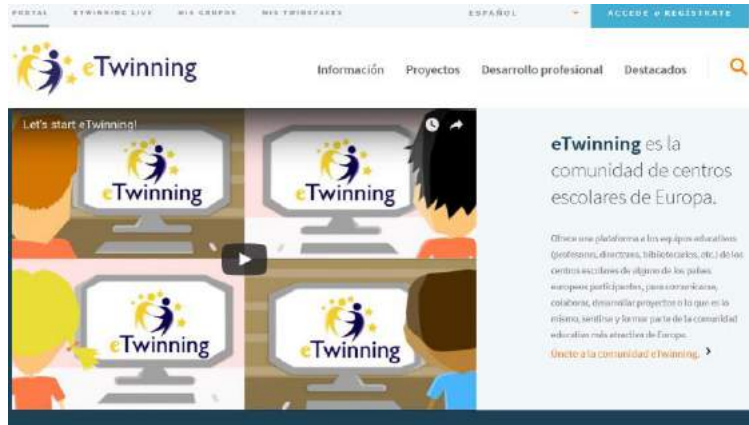 PORTAL ETWINNING LIVE MIS GRUPOS MIS TWINSPACES ESPAÑOL ACCEDE o REGÍSTRATE
eTwinning
Información Proyectos Desarrollo profesional Destacados
Let's start eTwinning!
eTwinning
eTwinning
eTwinning
eTwinning
eTwinning es la
comunidad de centros
escolares de Europa.
Ofrece una plataforma a los equipos educativos
(profesores, directores, bibliotecarios, etc.) de los
centros escolares de alguno de los países
europeos participantes, para comunicarse,
colaborar, desarrollar proyectos o lo que es lo
mismo, sentirse y formar parte de la comunidad
educativa más atractiva de Europa.
Únete a la comunidad eTwinning.